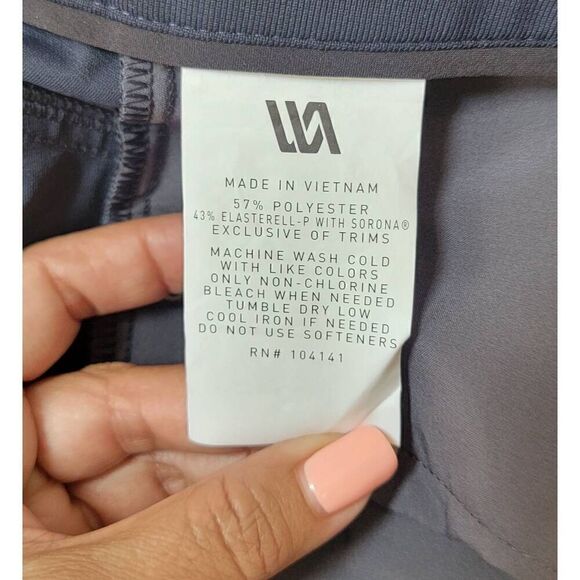 MADE IN VIETNAM
57% POLYESTER
43% ELASTERELL-P WITH SORONA®
EXCLUSIVE OF TRIMS
MACHINE WASH COLD
WITH LIKE COLORS
ONLY NON-CHLORINE
BLEACH WHEN NEEDED
TUMBLE DRY LOW
COOL IRON IF NEEDED
DO NOT USE SOFTENERS
RN# 104141